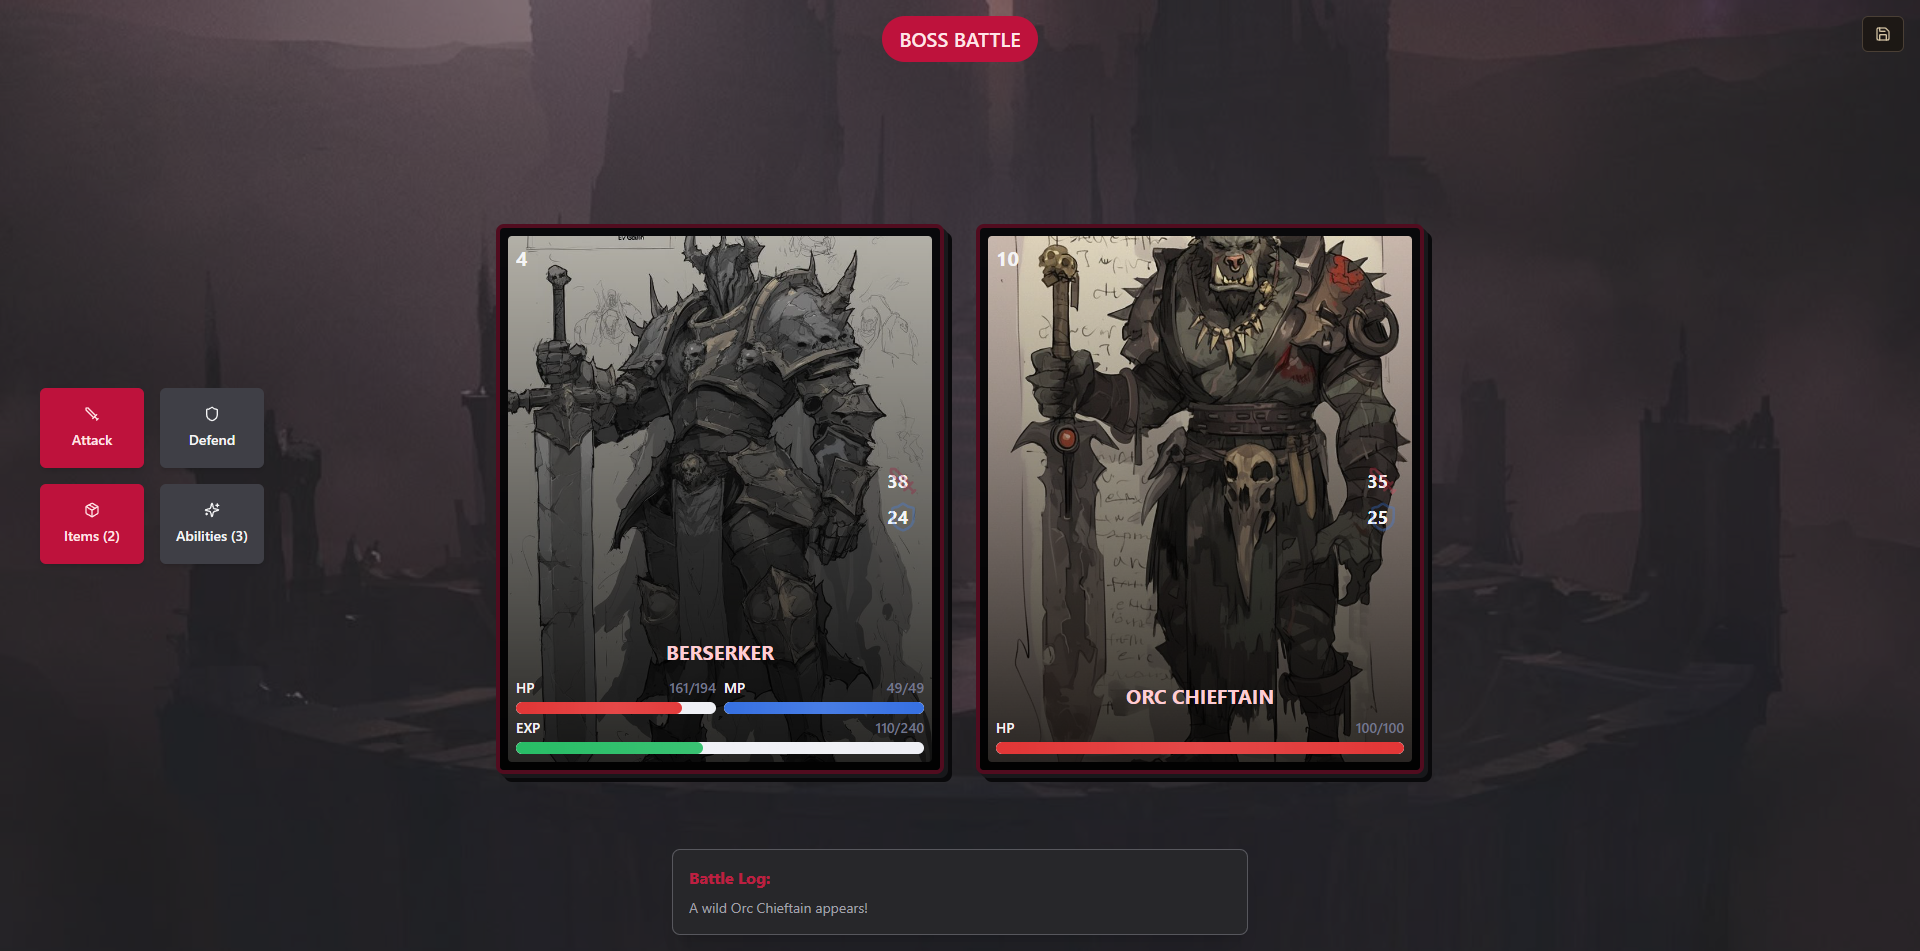 BOSS BATTLE
4
10
Attack
Defend
Items (2)
Abilities (3)
38
24
35
25
BERSERKER
HP 161/194 MP 49/49
EXP 110/240
ORC CHIEFTAIN
HP 100/100
Battle Log:
A wild Orc Chieftain appears!